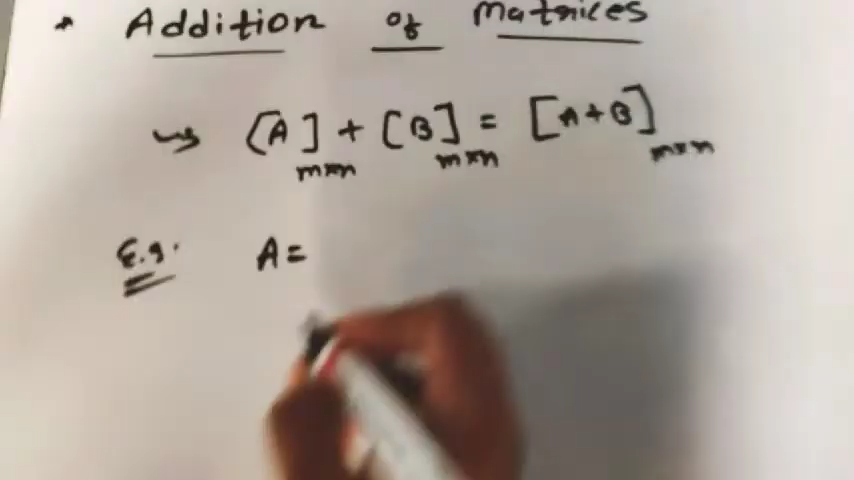 * Addition of Matrices
↝ [A]m×n + [B]m×n = [A+B]m×n
E.g. A =